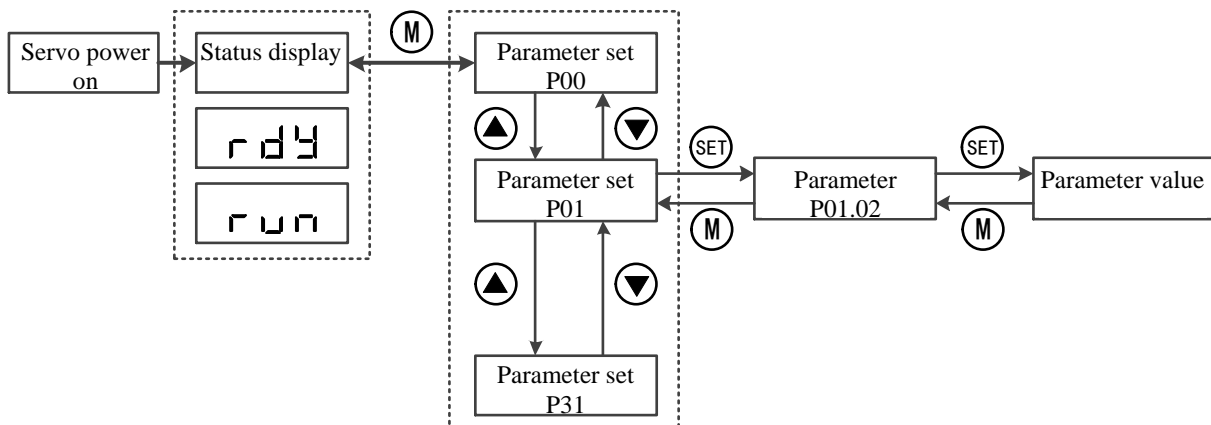 Servo power
on
Status display
rdy
run
M
Parameter set
P00
Parameter set
P01
SET
M
Parameter
P01.02
SET
M
Parameter value
Parameter set
P31